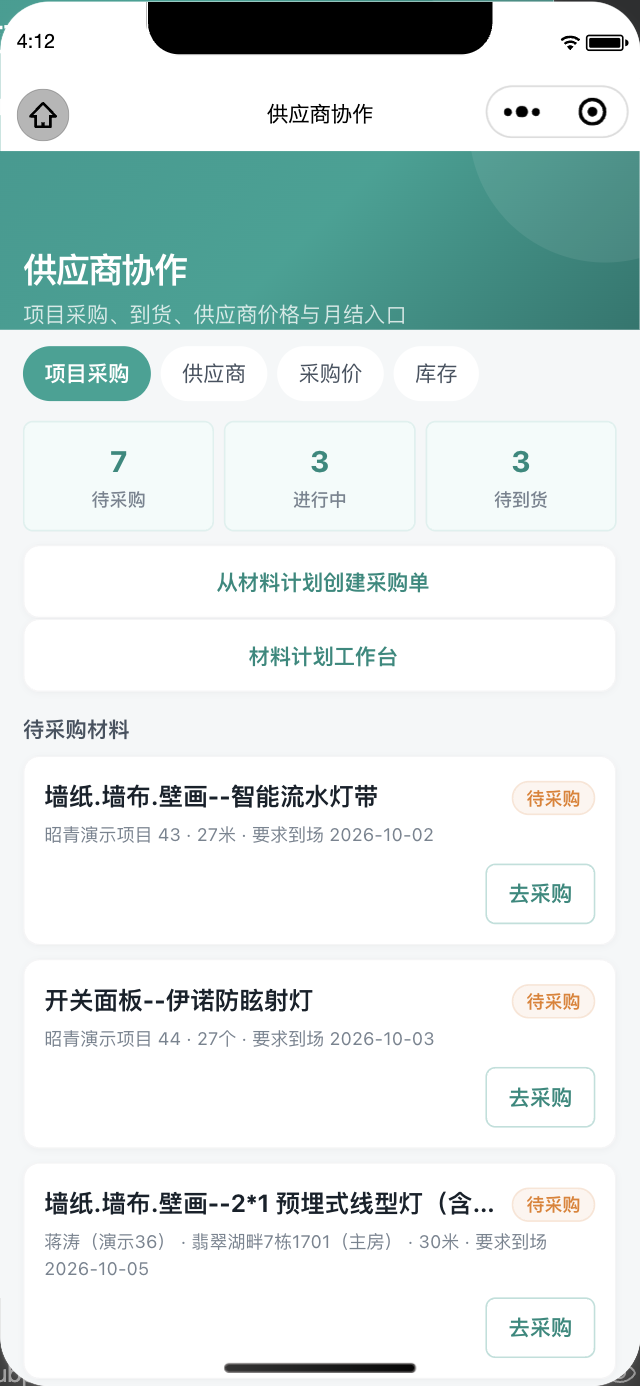 4:12
供应商协作
供应商协作
项目采购、到货、供应商价格与月结入口
项目采购
供应商
采购价
库存
7
待采购
3
进行中
3
待到货
从材料计划创建采购单
材料计划工作台
待采购材料
墙纸.墙布.壁画--智能流水灯带
待采购
昭青演示项目 43 · 27米 · 要求到场 2026-10-02
去采购
开关面板--伊诺防眩射灯
待采购
昭青演示项目 44 · 27个 · 要求到场 2026-10-03
去采购
墙纸.墙布.壁画--2*1 预埋式线型灯（含...
待采购
蒋涛（演示36） · 翡翠湖畔7栋1701（主房） · 30米 · 要求到场
2026-10-05
去采购